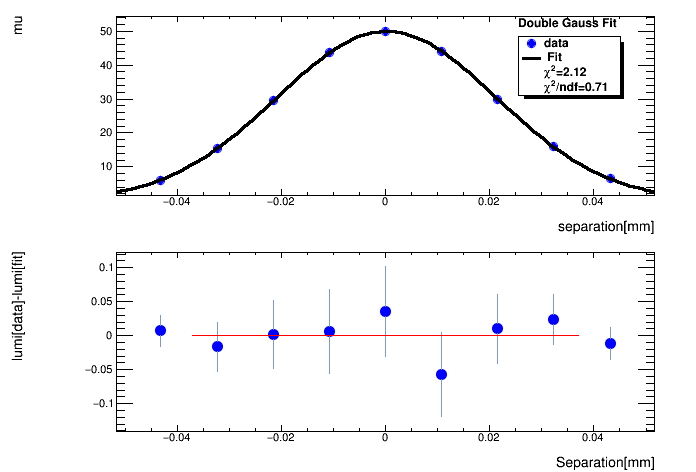 mu
Double Gauss Fit
data
Fit
χ²=2.12
χ²/ndf=0.71
50
40
30
20
10
−0.04 −0.02 0 0.02 0.04
separation[mm]
lumi[data]-lumi[fit]
0.1
0.05
0
−0.05
−0.1
−0.04 −0.02 0 0.02 0.04
Separation[mm]